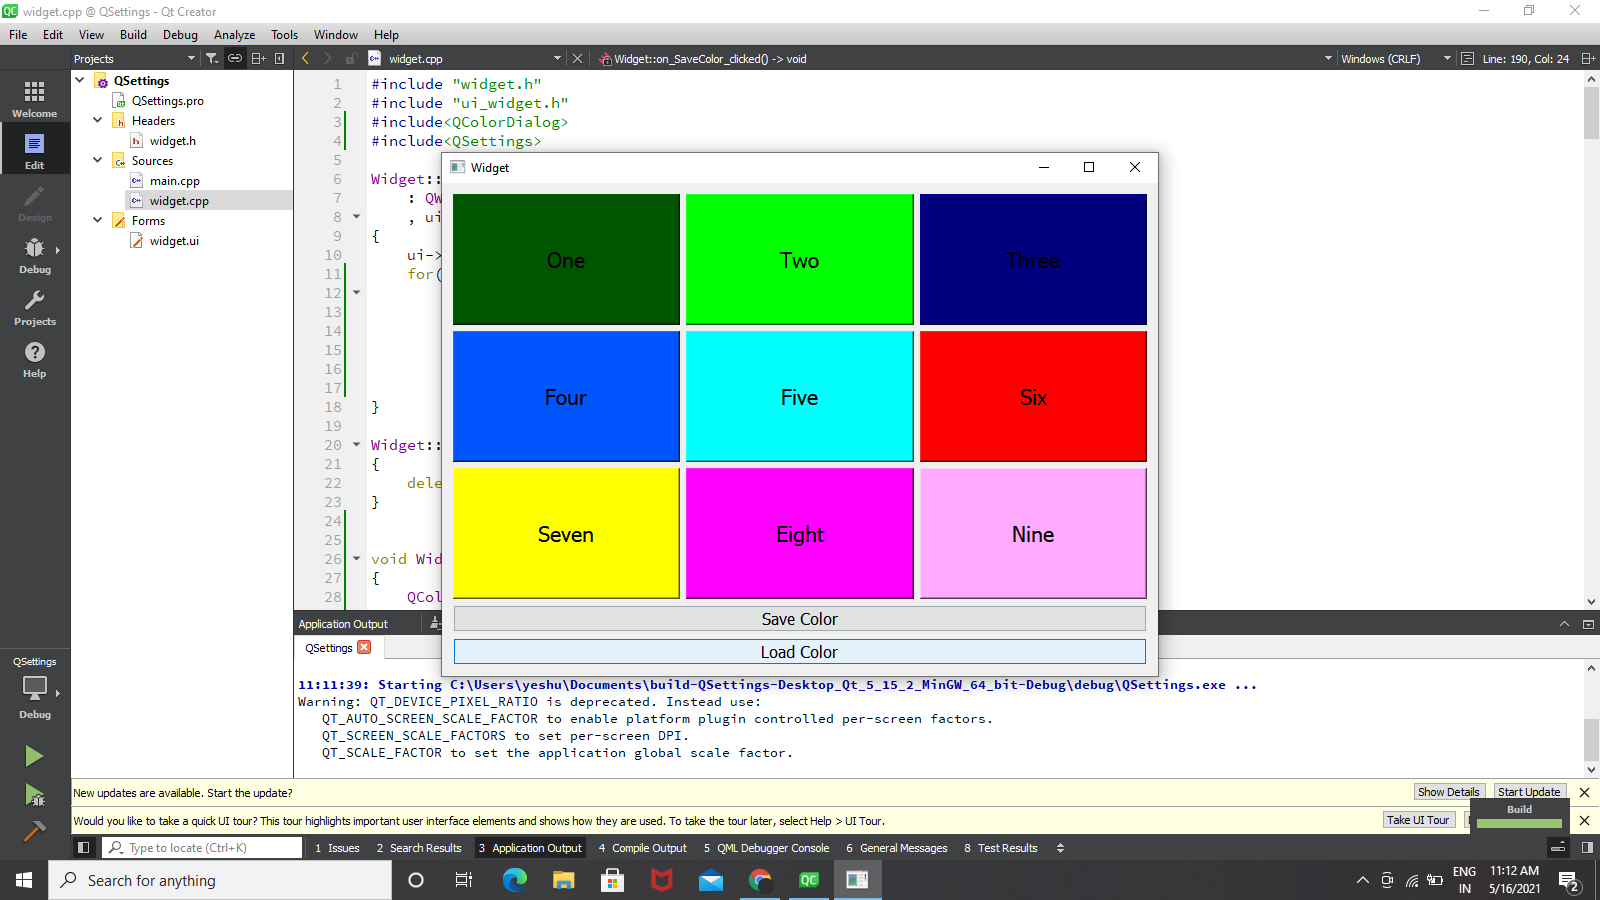 widget.cpp @ QSettings - Qt Creator
File Edit View Build Debug Analyze Tools Window Help
Projects
widget.cpp
Widget::on_SaveColor_clicked() -> void
Windows (CRLF)
Line: 190, Col: 24
Welcome
Edit
Design
Debug
Projects
Help
QSettings
QSettings.pro
Headers
widget.h
Sources
main.cpp
widget.cpp
Forms
widget.ui
1 #include "widget.h"
2 #include "ui_widget.h"
3 #include<QColorDialog>
4 #include<QSettings>
5
6 Widget::
7 : QW
8 , ui
9 {
10 ui->
11 for(
12
13
14
15
16
17
18 }
19
20 Widget::
21 {
22 dele
23 }
24
25
26 void Wid
27 {
28 QCol
Widget
One Two Three
Four Five Six
Seven Eight Nine
Save Color
Load Color
Application Output
QSettings
11:11:39: Starting C:\Users\yeshu\Documents\build-QSettings-Desktop_Qt_5_15_2_MinGW_64_bit-Debug\debug\QSettings.exe ...
Warning: QT_DEVICE_PIXEL_RATIO is deprecated. Instead use:
QT_AUTO_SCREEN_SCALE_FACTOR to enable platform plugin controlled per-screen factors.
QT_SCREEN_SCALE_FACTORS to set per-screen DPI.
QT_SCALE_FACTOR to set the application global scale factor.
QSettings
Debug
New updates are available. Start the update?
Show Details
Start Update
Would you like to take a quick UI tour? This tour highlights important user interface elements and shows how they are used. To take the tour later, select Help > UI Tour.
Take UI Tour
Build
Type to locate (Ctrl+K)
1 Issues
2 Search Results
3 Application Output
4 Compile Output
5 QML Debugger Console
6 General Messages
8 Test Results
Search for anything
ENG
IN
11:12 AM
5/16/2021
2